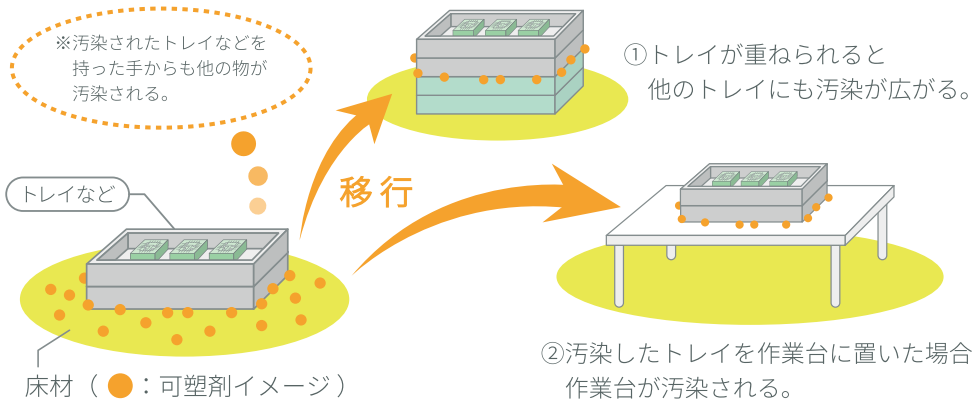 ※汚染されたトレイなどを
持った手からも他の物が
汚染される。
①トレイが重ねられると
他のトレイにも汚染が広がる。
トレイなど
移行
床材（ ：可塑剤イメージ）
②汚染したトレイを作業台に置いた場合
作業台が汚染される。